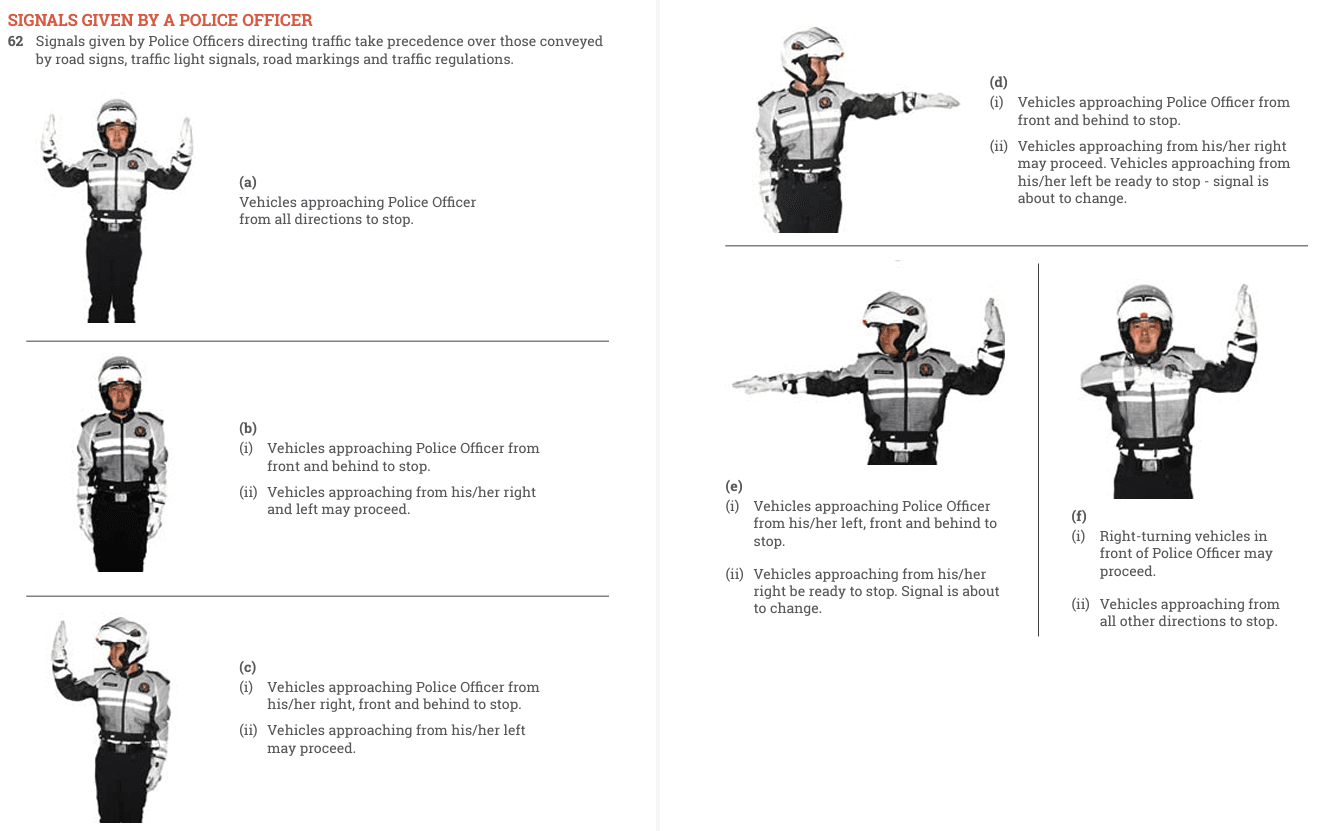 SIGNALS GIVEN BY A POLICE OFFICER
62 Signals given by Police Officers directing traffic take precedence over those conveyed
by road signs, traffic light signals, road markings and traffic regulations.
(a)
Vehicles approaching Police Officer
from all directions to stop.
(b)
(i) Vehicles approaching Police Officer from
front and behind to stop.
(ii) Vehicles approaching from his/her right
and left may proceed.
(c)
(i) Vehicles approaching Police Officer from
his/her right, front and behind to stop.
(ii) Vehicles approaching from his/her left
may proceed.
(d)
(i) Vehicles approaching Police Officer from
front and behind to stop.
(ii) Vehicles approaching from his/her right
may proceed. Vehicles approaching from
his/her left be ready to stop - signal is
about to change.
(e)
(i) Vehicles approaching Police Officer
from his/her left, front and behind to
stop.
(ii) Vehicles approaching from his/her
right be ready to stop. Signal is about
to change.
(f)
(i) Right-turning vehicles in
front of Police Officer may
proceed.
(ii) Vehicles approaching from
all other directions to stop.